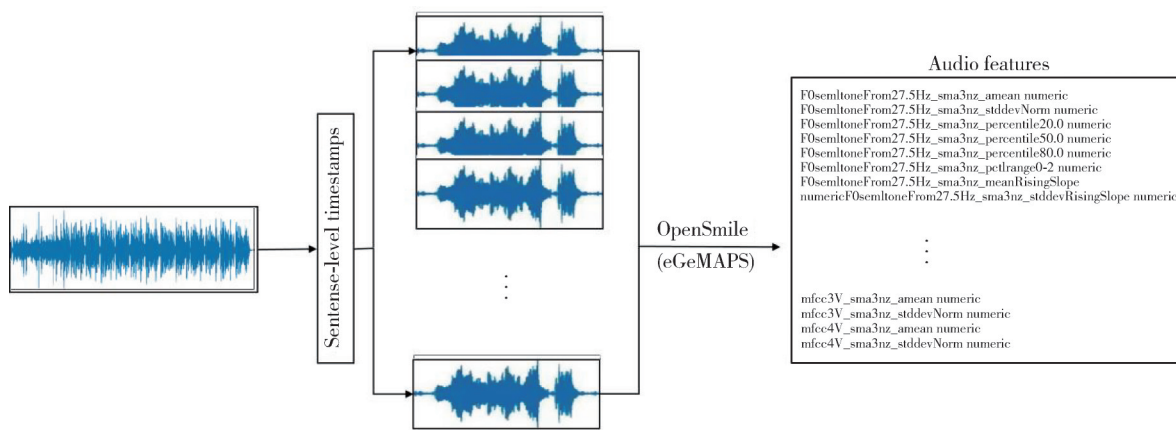 Sentense-level timestamps
OpenSmile
(eGeMAPS)
Audio features
F0semltoneFrom27.5Hz_sma3nz_amean numeric
F0semltoneFrom27.5Hz_sma3nz_stddevNorm numeric
F0semltoneFrom27.5Hz_sma3nz_percentile20.0 numeric
F0semltoneFrom27.5Hz_sma3nz_percentile50.0 numeric
F0semltoneFrom27.5Hz_sma3nz_percentile80.0 numeric
F0semltoneFrom27.5Hz_sma3nz_petlrange0-2 numeric
F0semltoneFrom27.5Hz_sma3nz_meanRisingSlope
numericF0semltoneFrom27.5Hz_sma3nz_stddevRisingSlope numeric
mfcc3V_sma3nz_amean numeric
mfcc3V_sma3nz_stddevNorm numeric
mfcc4V_sma3nz_amean numeric
mfcc4V_sma3nz_stddevNorm numeric